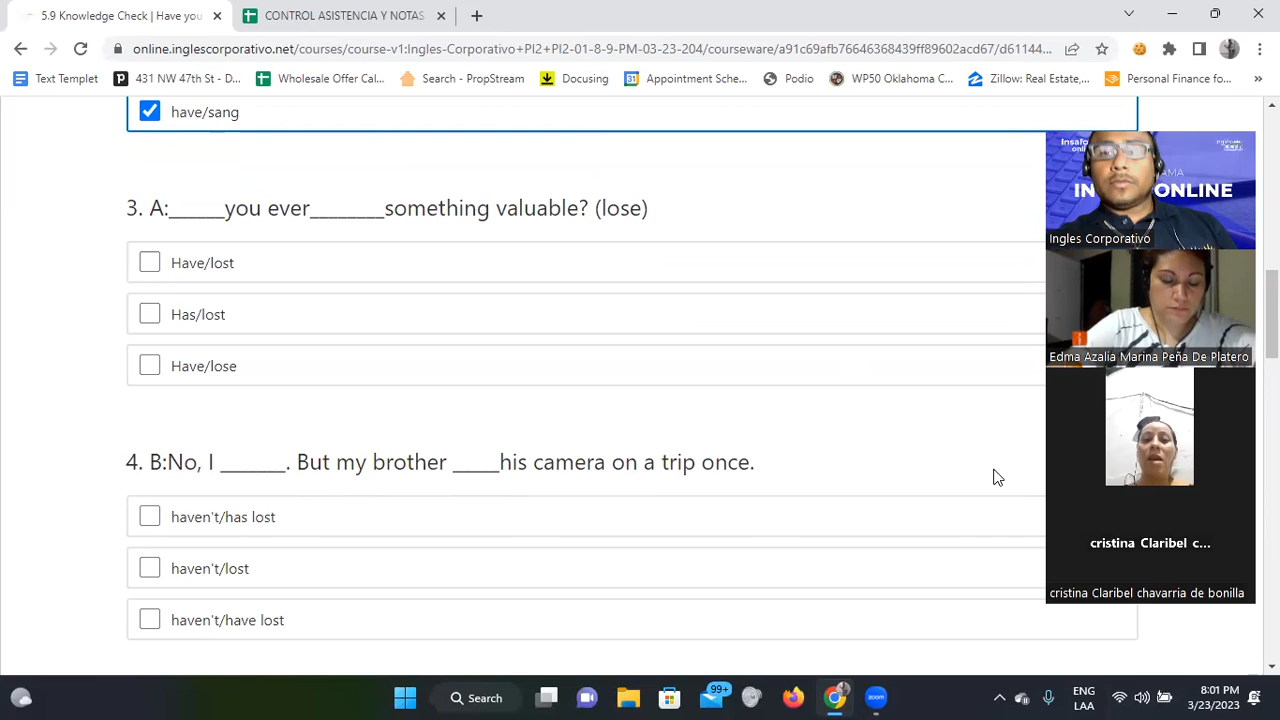 5.9 Knowledge Check | Have you
CONTROL ASISTENCIA Y NOTAS
online.inglescorporativo.net/courses/course-v1:Ingles-Corporativo+PI2+PI2-01-8-9-PM-03-23-204/courseware/a91c69afb76646368439ff89602acd67/d61144...
Text Templet
431 NW 47th St - D...
Wholesale Offer Cal...
Search - PropStream
Docusing
Appointment Sche...
Podio
WP50 Oklahoma C...
Zillow: Real Estate,...
Personal Finance fo...
»
have/sang
3. A:______you ever________something valuable? (lose)
Have/lost
Has/lost
Have/lose
4. B:No, I _______. But my brother _____his camera on a trip once.
haven't/has lost
haven't/lost
haven't/have lost
ONLINE
Ingles Corporativo
Edma Azalia Marina Peña De Platero
cristina Claribel c...
cristina Claribel chavarria de bonilla
Search
99+
zoom
ENG
LAA
8:01 PM
3/23/2023